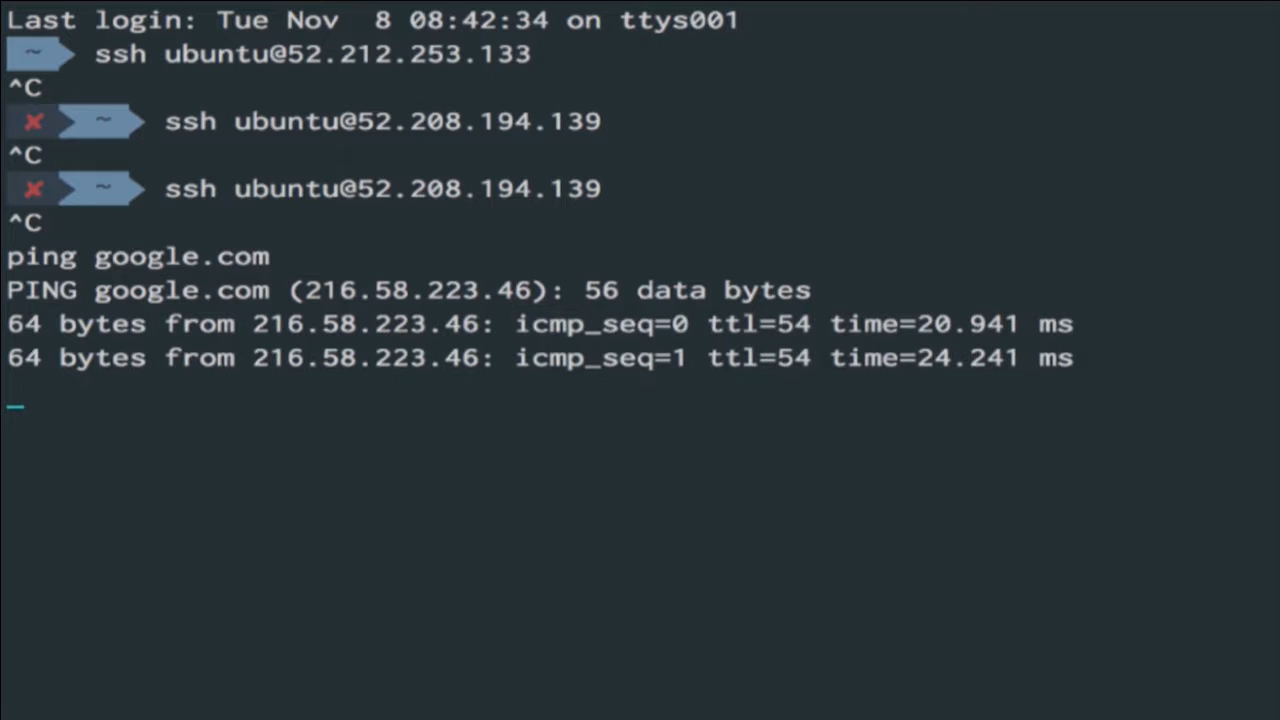 Last login: Tue Nov  8 08:42:34 on ttys001
~ ssh ubuntu@52.212.253.133
^C
✘ ~ ssh ubuntu@52.208.194.139
^C
✘ ~ ssh ubuntu@52.208.194.139
^C
ping google.com
PING google.com (216.58.223.46): 56 data bytes
64 bytes from 216.58.223.46: icmp_seq=0 ttl=54 time=20.941 ms
64 bytes from 216.58.223.46: icmp_seq=1 ttl=54 time=24.241 ms